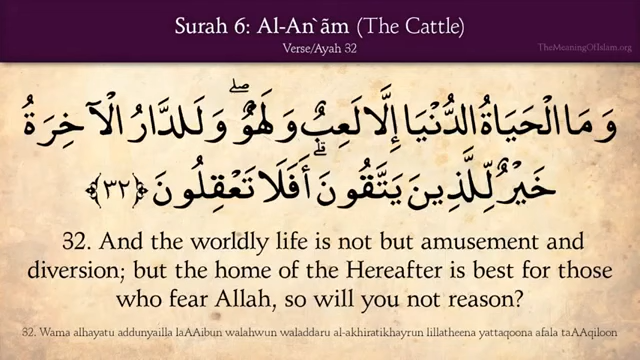 Surah 6: Al-An`ãm (The Cattle)
Verse/Ayah 32
TheMeaningOfIslam.org
وَمَا الْحَيَاةُ الدُّنْيَا إِلَّا لَعِبٌ وَلَهْوٌ ۖ وَلَلدَّارُ الْآخِرَةُ
خَيْرٌ لِّلَّذِينَ يَتَّقُونَ ۗ أَفَلَا تَعْقِلُونَ ﴿٣٢﴾
32. And the worldly life is not but amusement and
diversion; but the home of the Hereafter is best for those
who fear Allah, so will you not reason?
32. Wama alhayatu addunyailla laAAibun walahwun waladdaru al-akhiratikhayrun lillatheena yattaqoona afala taAAqiloon